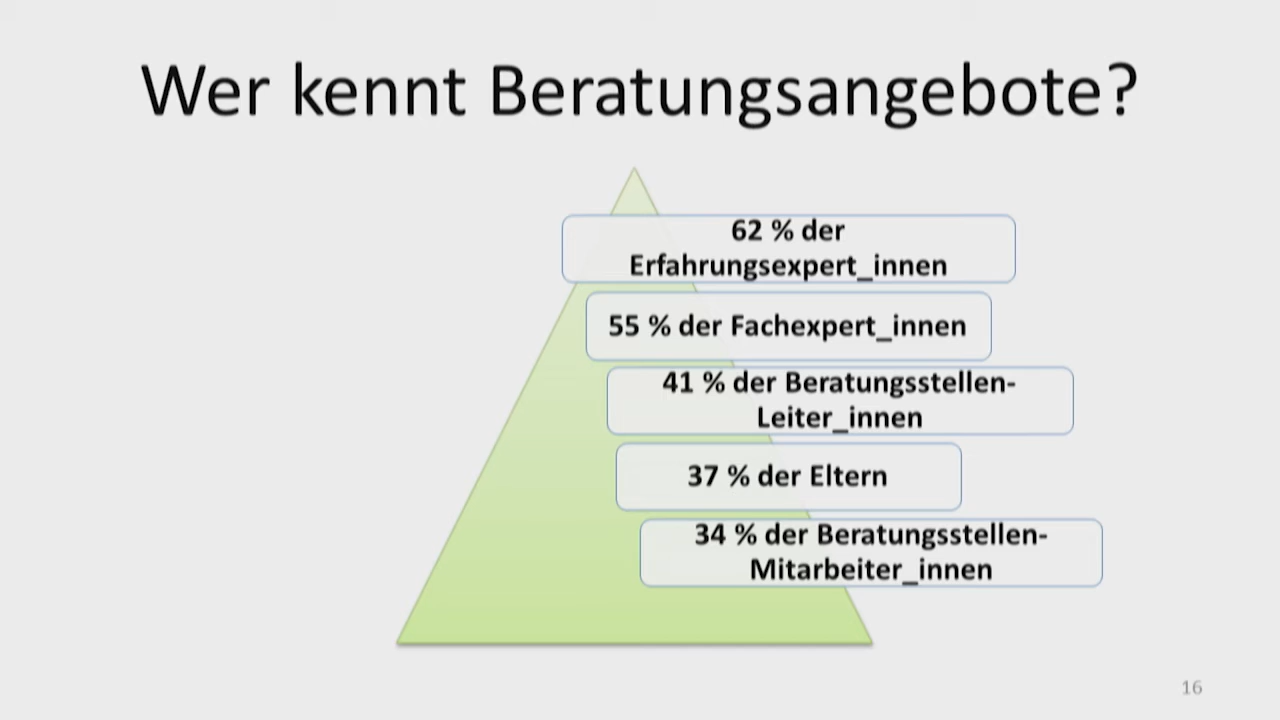 Wer kennt Beratungsangebote?
62 % der
Erfahrungsexpert_innen
55 % der Fachexpert_innen
41 % der Beratungsstellen-
Leiter_innen
37 % der Eltern
34 % der Beratungsstellen-
Mitarbeiter_innen
16